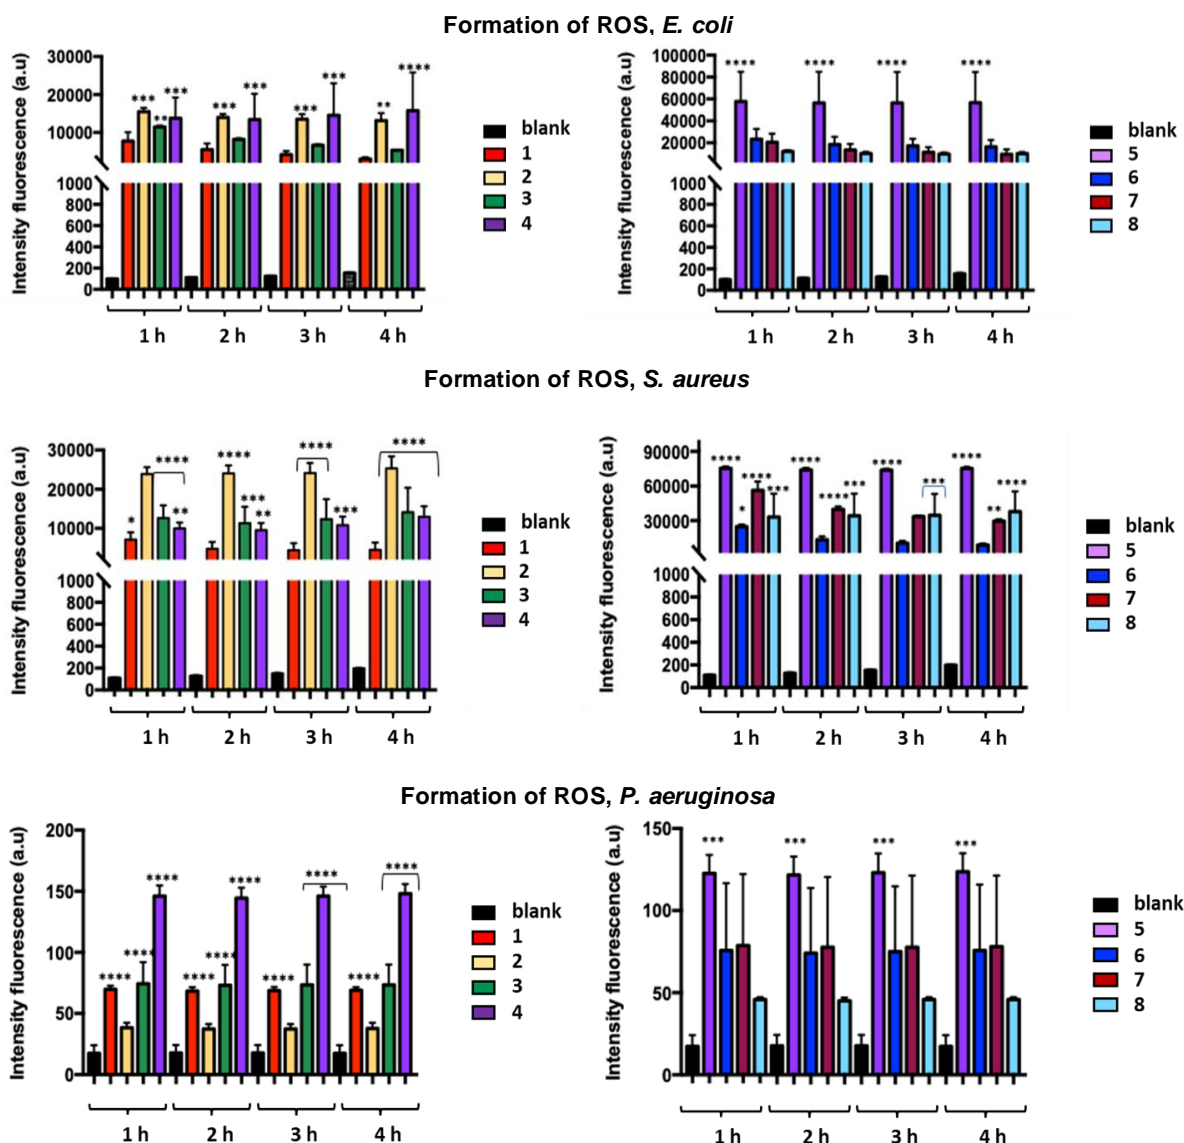 Formation of ROS, E. coli
Intensity fluorescence (a.u)
30000
20000
10000
1000
800
600
400
200
0
*** ** *** *** *** *** *** ** ****
1 h 2 h 3 h 4 h
blank
1
2
3
4
Intensity fluorescence (a.u)
100000
80000
60000
40000
20000
1000
800
600
400
200
0
**** **** **** ****
1 h 2 h 3 h 4 h
blank
5
6
7
8
Formation of ROS, S. aureus
Intensity fluorescence (a.u)
30000
20000
10000
1000
800
600
400
200
0
* **** ** **** *** ** **** *** ****
1 h 2 h 3 h 4 h
blank
1
2
3
4
Intensity fluorescence (a.u)
90000
60000
30000
1000
800
600
400
200
0
**** * **** *** **** **** *** **** *** **** ** ****
1 h 2 h 3 h 4 h
blank
5
6
7
8
Formation of ROS, P. aeruginosa
Intensity fluorescence (a.u)
200
150
100
50
0
**** **** **** **** **** **** **** **** **** ****
1 h 2 h 3 h 4 h
blank
1
2
3
4
Intensity fluorescence (a.u)
150
100
50
0
*** *** *** ***
1 h 2 h 3 h 4 h
blank
5
6
7
8